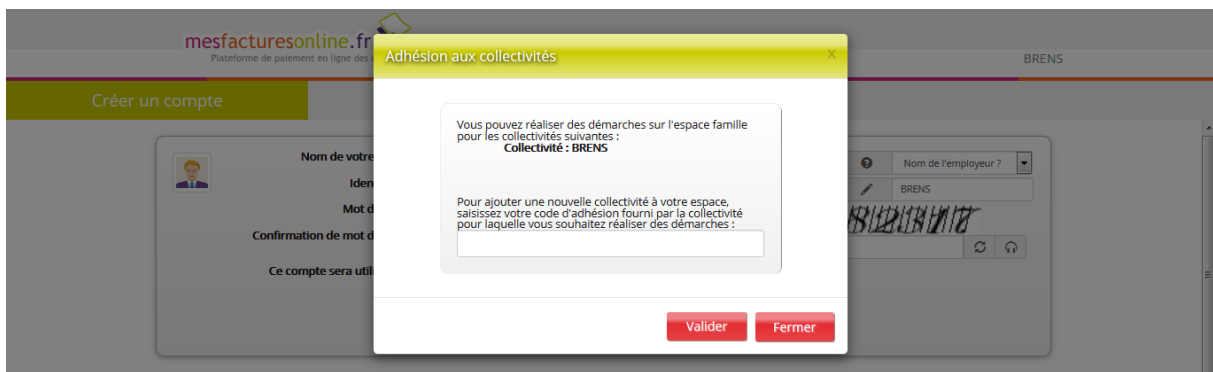 mesfacturesonline.fr
Plateforme de paiement en ligne des
BRENS
Créer un compte
Nom de votre
Iden
Mot d
Confirmation de mot d
Ce compte sera utili
Adhésion aux collectivités
x
Vous pouvez réaliser des démarches sur l'espace famille
pour les collectivités suivantes :
Collectivité : BRENS
Pour ajouter une nouvelle collectivité à votre espace,
saisissez votre code d'adhésion fourni par la collectivité
pour laquelle vous souhaitez réaliser des démarches :
Valider
Fermer
Nom de l'employeur ?
BRENS